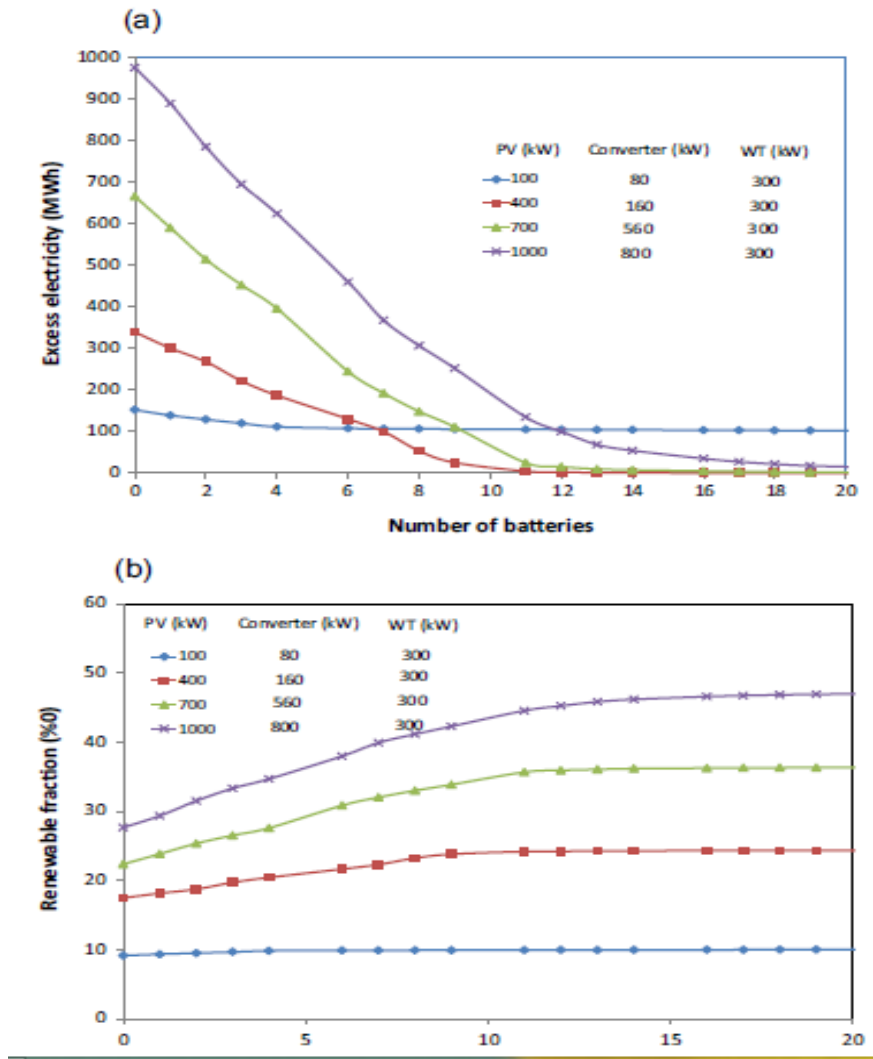 (a)
1000
900
800
700
600
500
400
300
200
100
0
Excess electricity (MWh)
PV (kW) Converter (kW) WT (kW)
100 80 300
400 160 300
700 560 300
1000 800 300
0 2 4 6 8 10 12 14 16 18 20
Number of batteries
(b)
60
50
40
30
20
10
0
Renewable fraction (%0)
PV (kW) Converter (kW) WT (kW)
100 80 300
400 160 300
700 560 300
1000 800 300
0 5 10 15 20